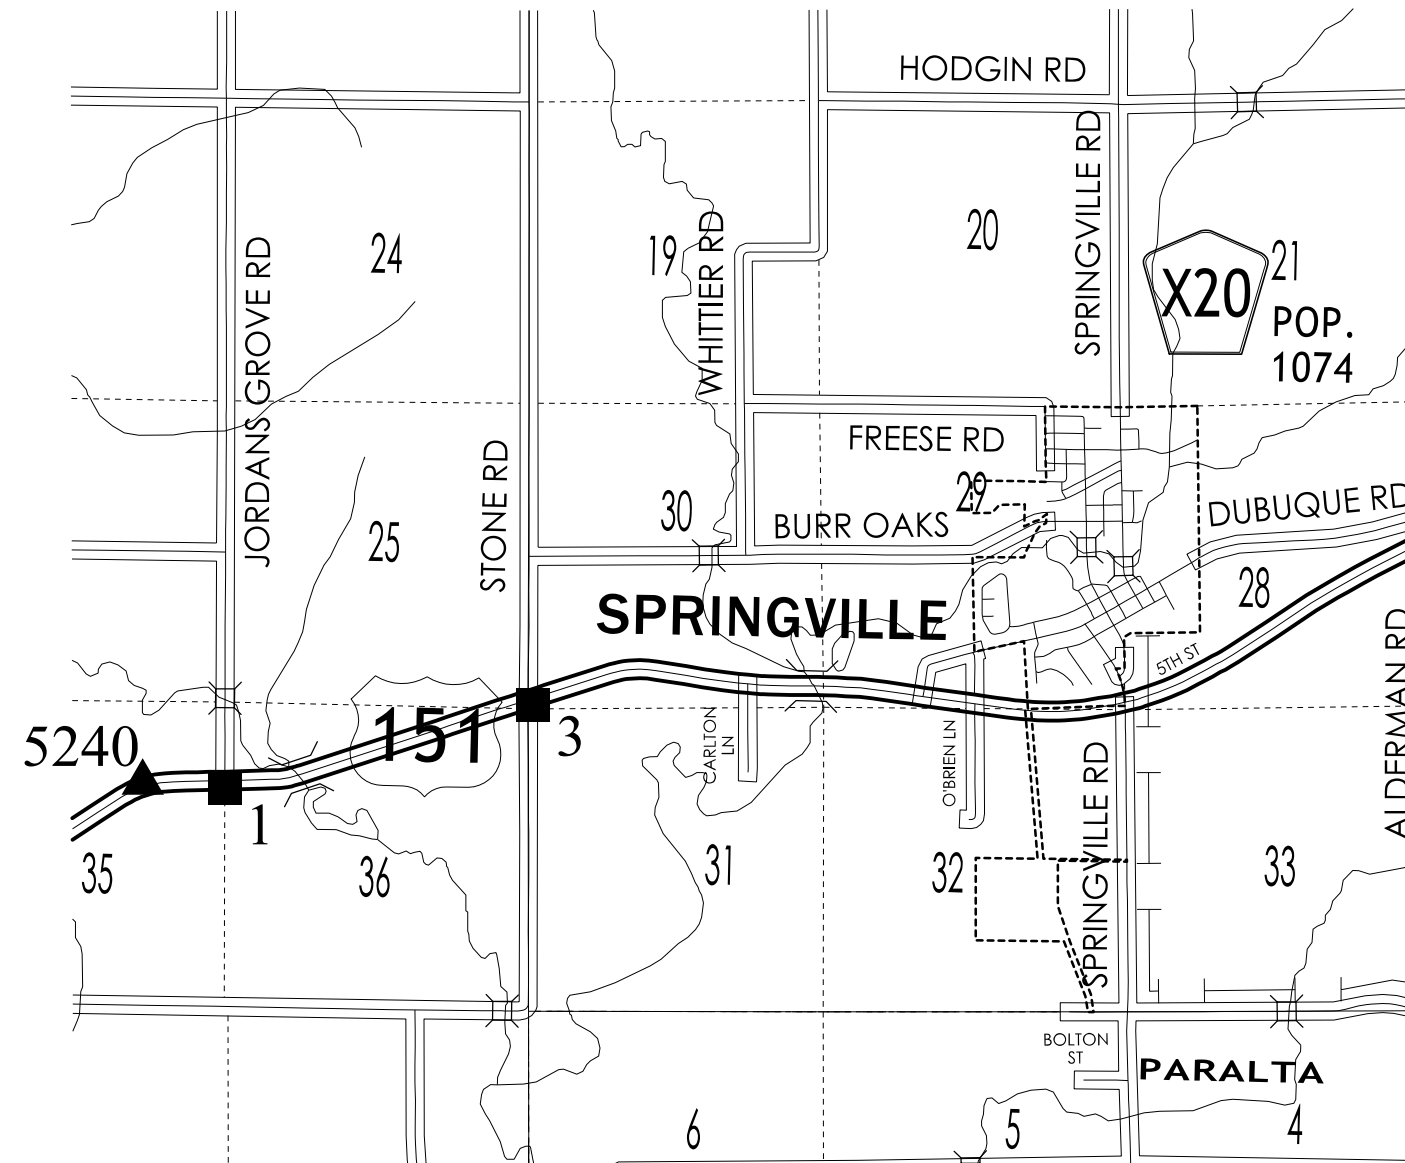 HODGIN RD
SPRINGVILLE RD
20
24
19
WHITTIER RD
JORDANS GROVE RD
X20
21
POP.
1074
FREESE RD
STONE RD
29
30
BURR OAKS
DUBUQUE RD
25
28
SPRINGVILLE
5TH ST
ALDERMAN RD
5240
151
3
CARLTON
LN
O'BRIEN LN
SPRINGVILLE RD
1
35
36
31
32
33
BOLTON
ST
PARALTA
6
5
4